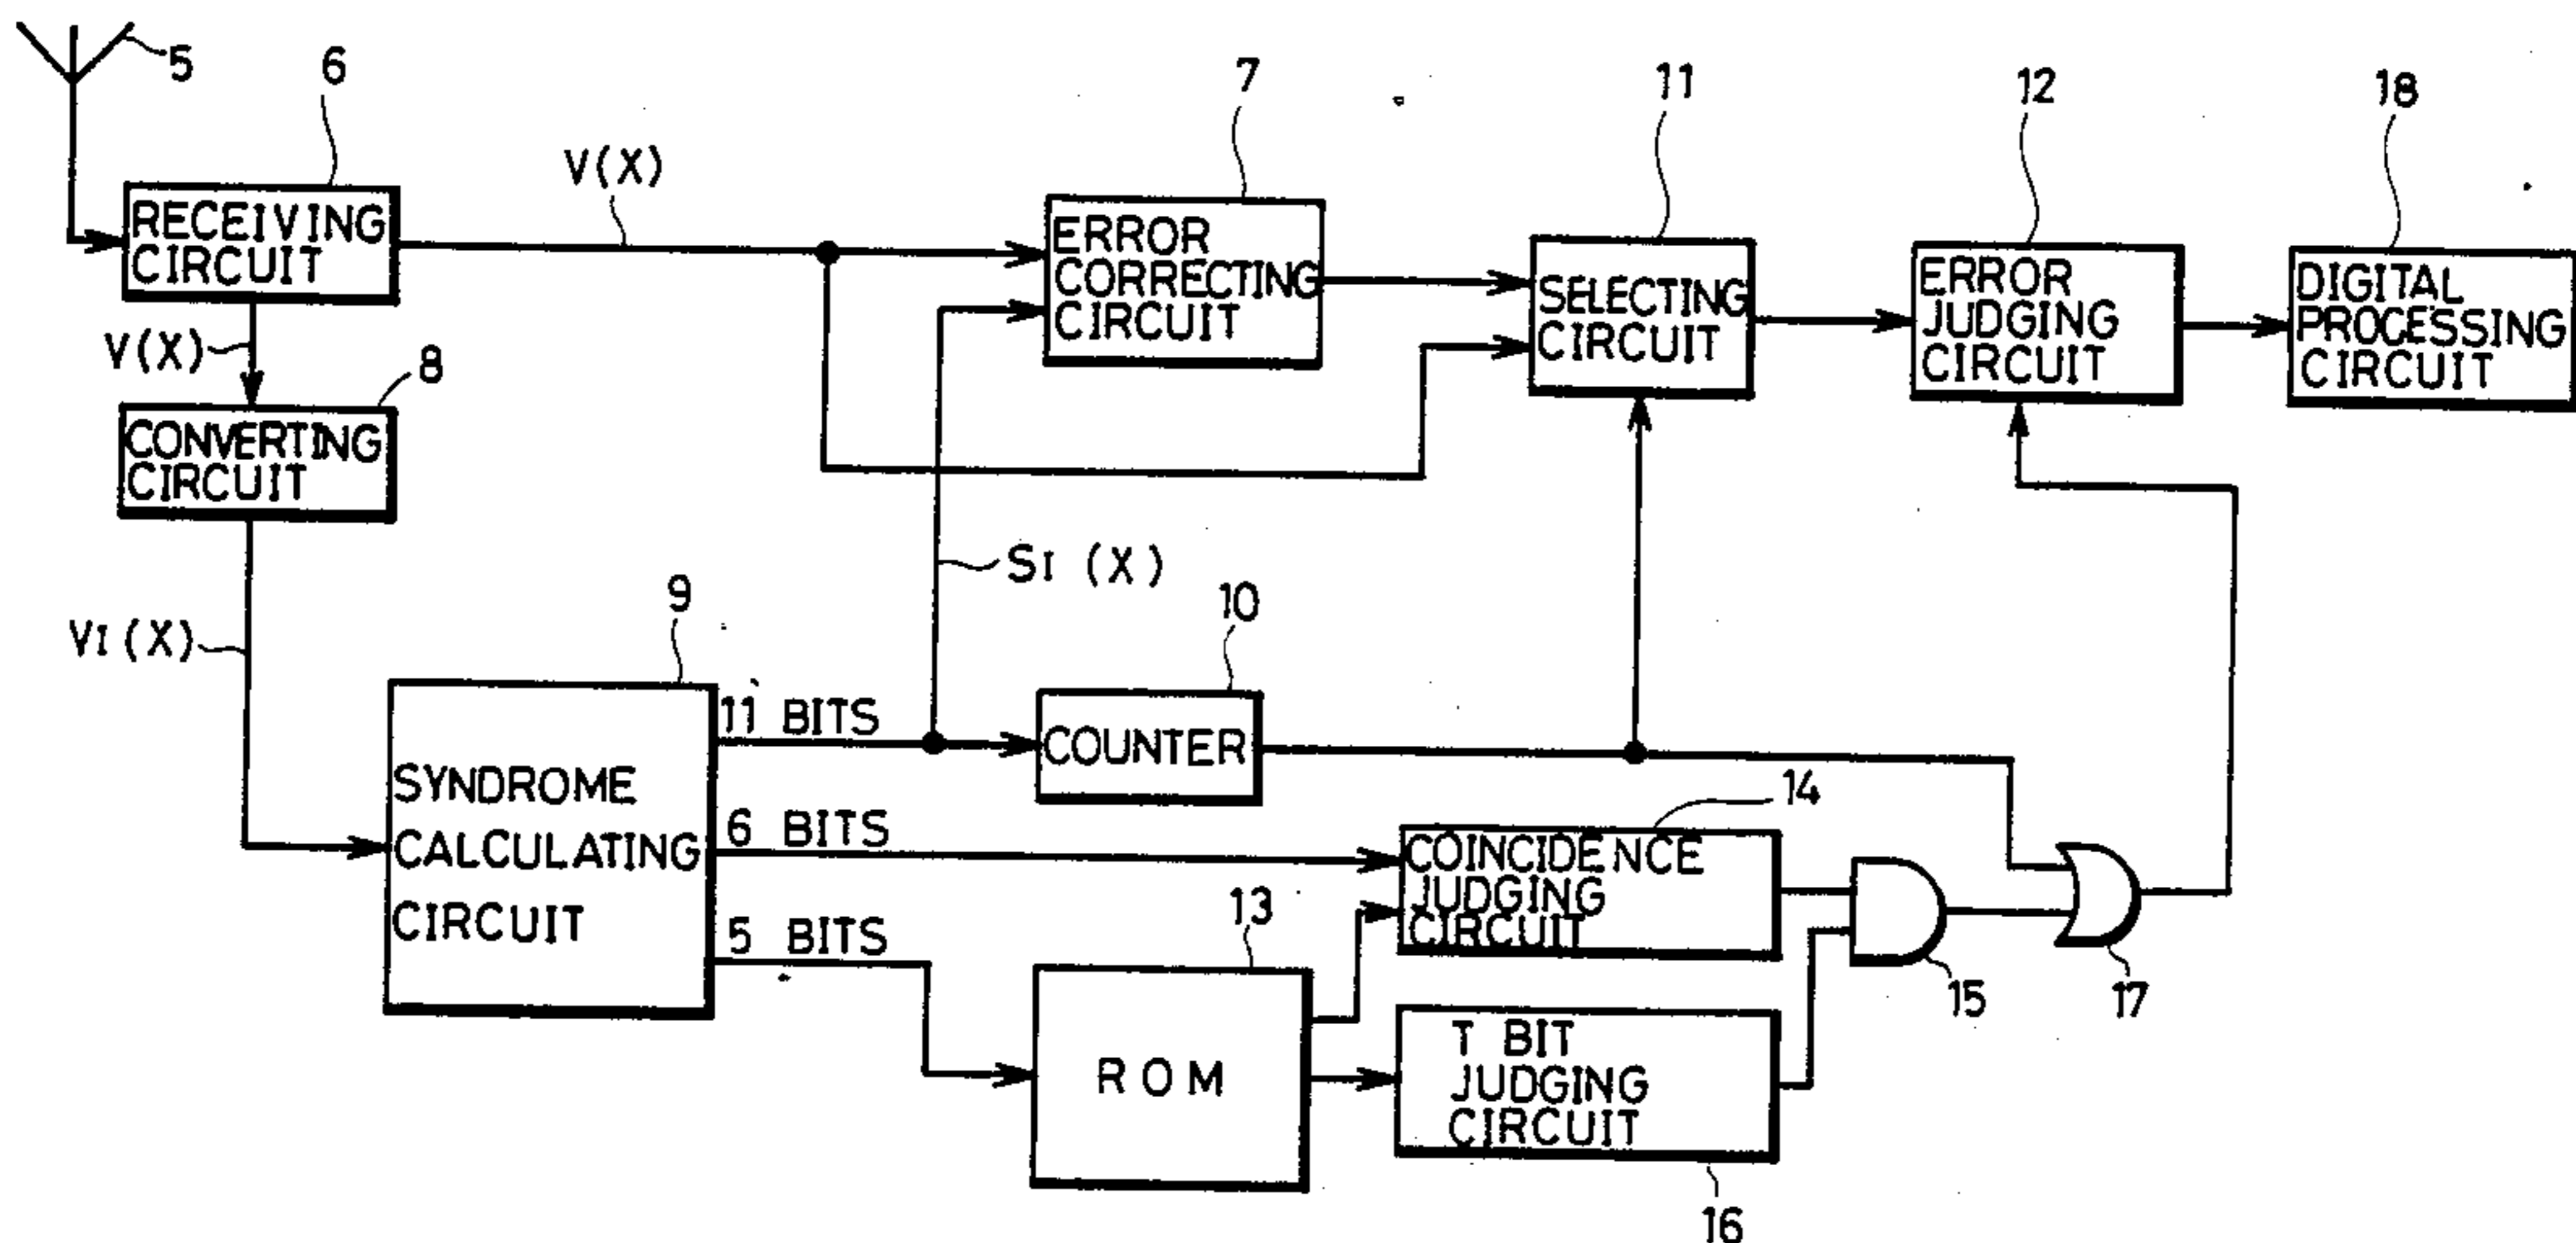 5
6
7
11
12
18
V(X)
RECEIVING
CIRCUIT
ERROR
CORRECTING
CIRCUIT
SELECTING
CIRCUIT
ERROR
JUDGING
CIRCUIT
DIGITAL
PROCESSING
CIRCUIT
V(X)
8
CONVERTING
CIRCUIT
SI (X)
VI (X)
9
10
11 BITS
COUNTER
SYNDROME
CALCULATING
CIRCUIT
6 BITS
14
COINCIDENCE
JUDGING
CIRCUIT
5 BITS
13
15
17
ROM
T BIT
JUDGING
CIRCUIT
16